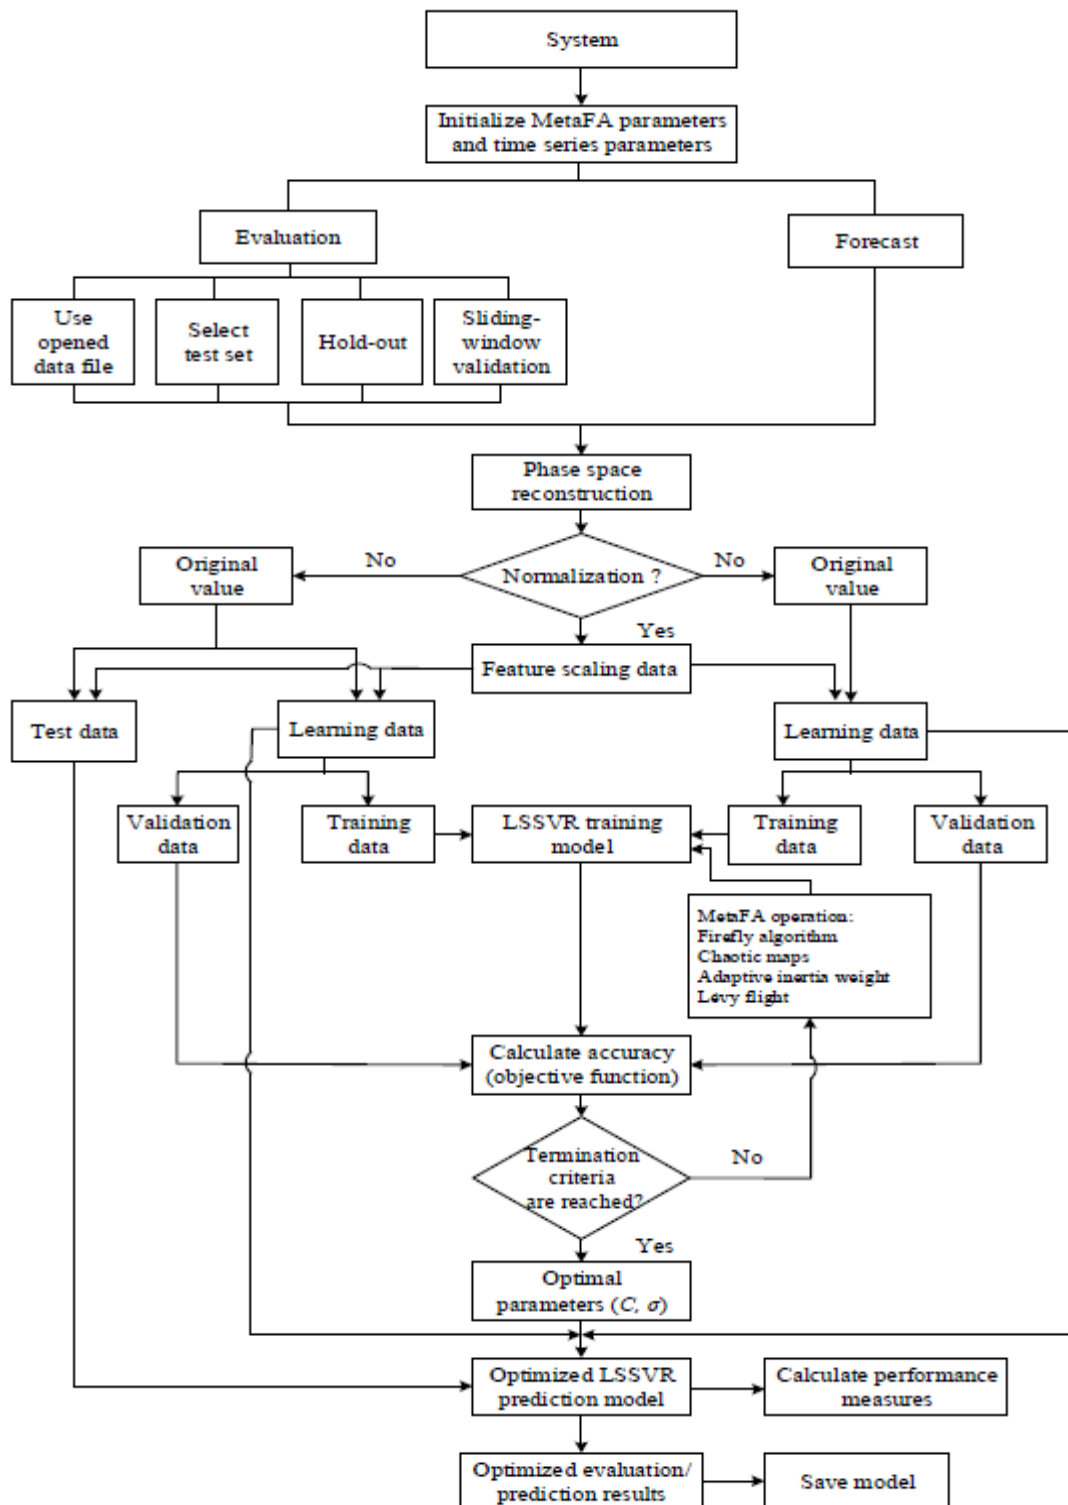 System
Initialize MetaFA parameters
and time series parameters
Evaluation
Forecast
Use
opened
data file
Select
test set
Hold-out
Sliding-
window
validation
Phase space
reconstruction
No
Normalization ?
No
Original
value
Original
value
Yes
Feature scaling data
Test data
Learning data
Learning data
Validation
data
Training
data
LSSVR training
model
Training
data
Validation
data
MetaFA operation:
Firefly algorithm
Chaotic maps
Adaptive inertia weight
Lévy flight
Calculate accuracy
(objective function)
Termination
criteria
are reached?
No
Yes
Optimal
parameters (C, σ)
Optimized LSSVR
prediction model
Calculate performance
measures
Optimized evaluation/
prediction results
Save model